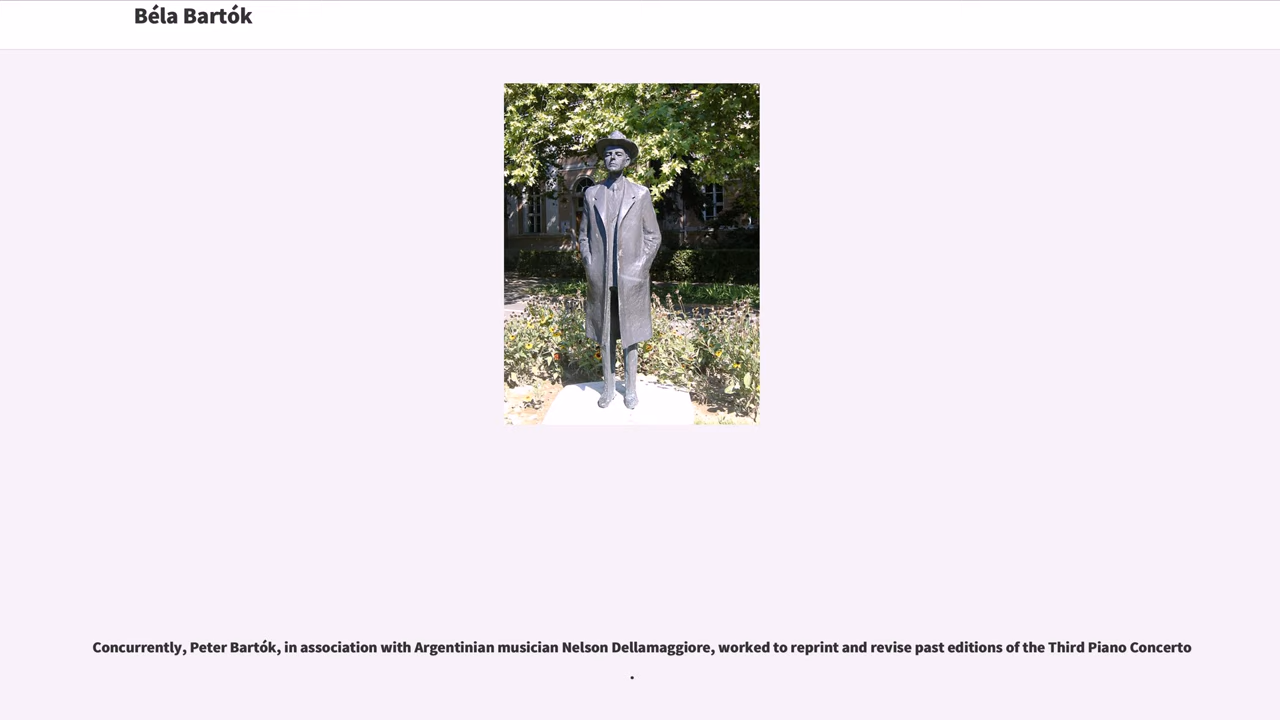 Béla Bartók
Concurrently, Peter Bartók, in association with Argentinian musician Nelson Dellamaggiore, worked to reprint and revise past editions of the Third Piano Concerto
.